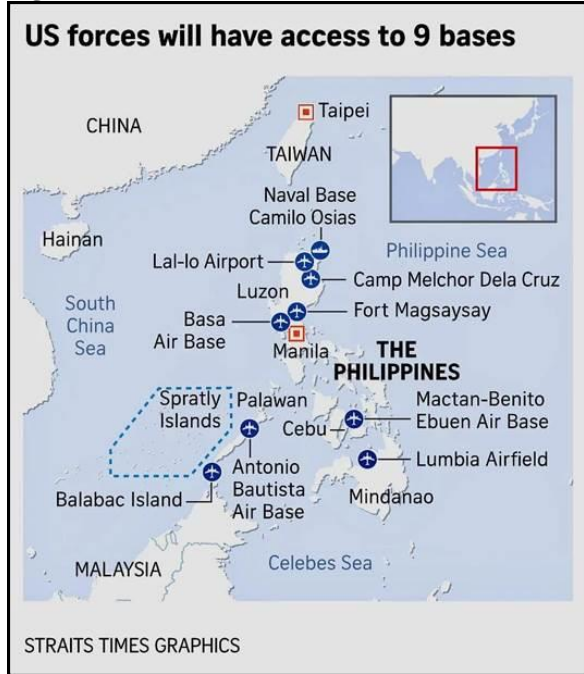 US forces will have access to 9 bases
Taipei
CHINA
TAIWAN
Naval Base
Camilo Osias
Hainan
Philippine Sea
Lal-lo Airport
Camp Melchor Dela Cruz
Luzon
South
China
Sea
Fort Magsaysay
Basa
Air Base
Manila
THE
PHILIPPINES
Spratly
Islands
Palawan
Mactan-Benito
Ebuen Air Base
Cebu
Antonio
Bautista
Air Base
Lumbia Airfield
Balabac Island
Mindanao
MALAYSIA
Celebes Sea
STRAITS TIMES GRAPHICS